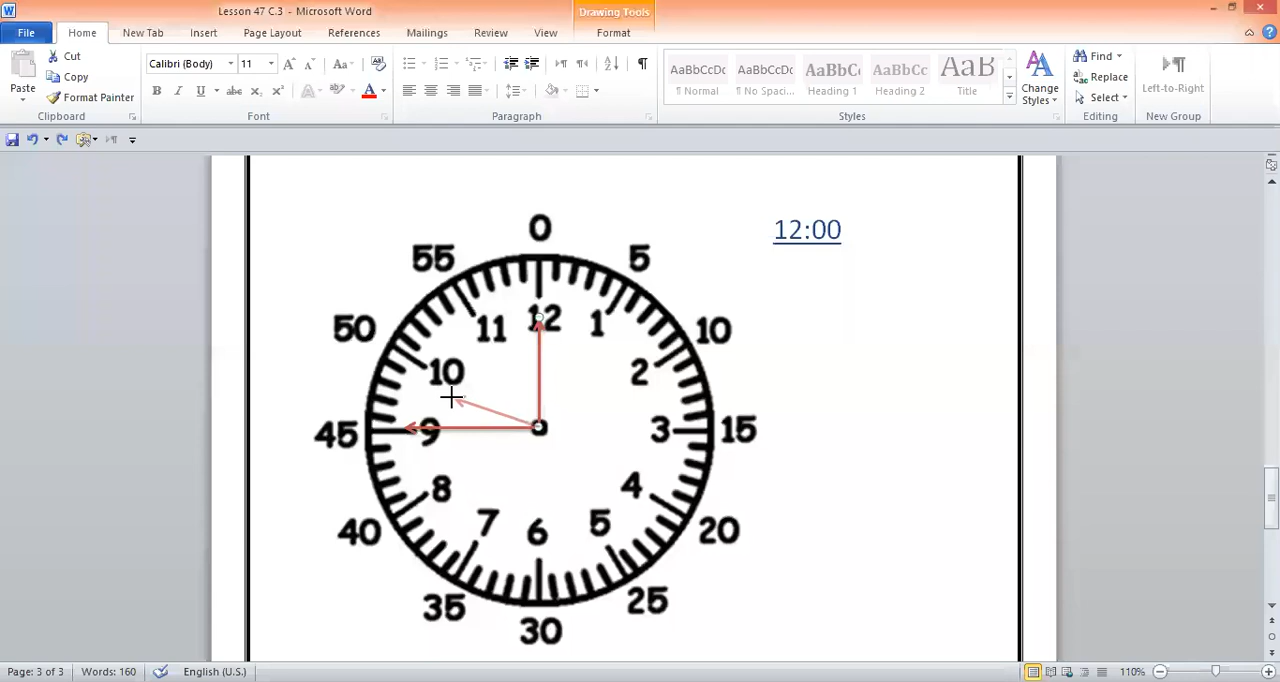 Lesson 47 C.3 - Microsoft Word
Drawing Tools
File Home New Tab Insert Page Layout References Mailings Review View Format
Paste
Cut
Copy
Format Painter
Clipboard
Calibri (Body) 11
Font
Paragraph
AaBbCcDc AaBbCcDc AaBbC AaBbCc AaB
¶ Normal ¶ No Spaci... Heading 1 Heading 2 Title
Styles
Change Styles
Find
Replace
Select
Editing
Left-to-Right
New Group
12:00
0
55 5
12
11 1
50 10
10 2
45 9 3 15
8 4
40 20
7 5
6
35 25
30
Page: 3 of 3 Words: 160 English (U.S.) 110%